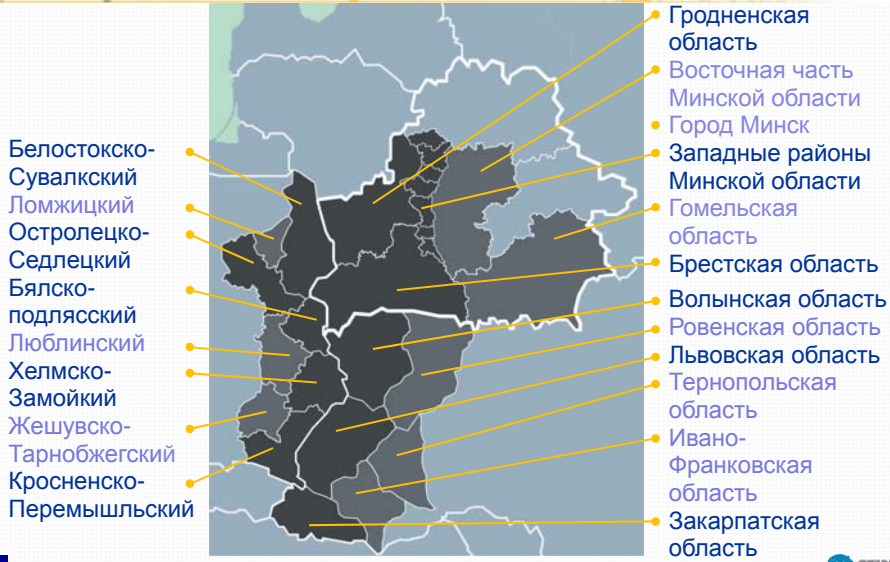 Белостокско-
Сувалкский
Ломжицкий
Остролецко-
Седлецкий
Бялско-
подлясский
Люблинский
Хелмско-
Замойкий
Жешувско-
Тарнобжегский
Кросненско-
Перемышльский
Гродненская
область
Восточная часть
Минской области
Город Минск
Западные районы
Минской области
Гомельская
область
Брестская область
Волынская область
Ровенская область
Львовская область
Тернопольская
область
Ивано-
Франковская
область
Закарпатская
область